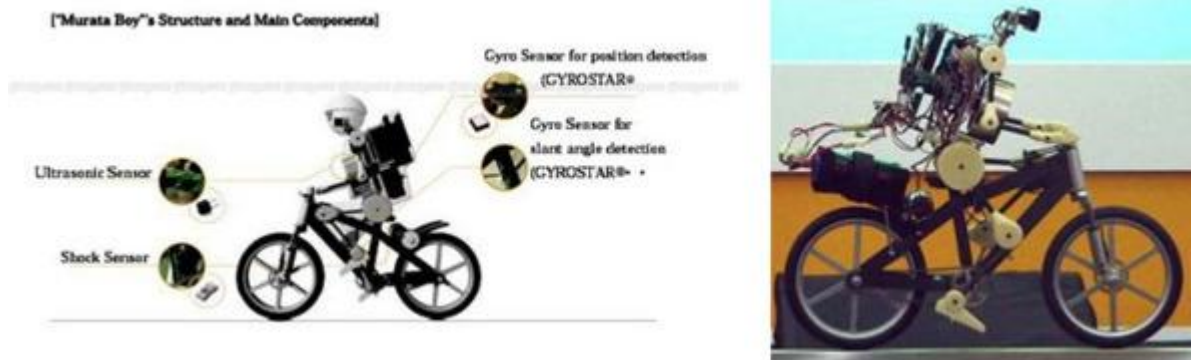 ["Murata Boy"'s Structure and Main Components]
Gyro Sensor for position detection
(GYROSTAR®
Gyro Sensor for
slant angle detection
(GYROSTAR®
Ultrasonic Sensor
Shock Sensor